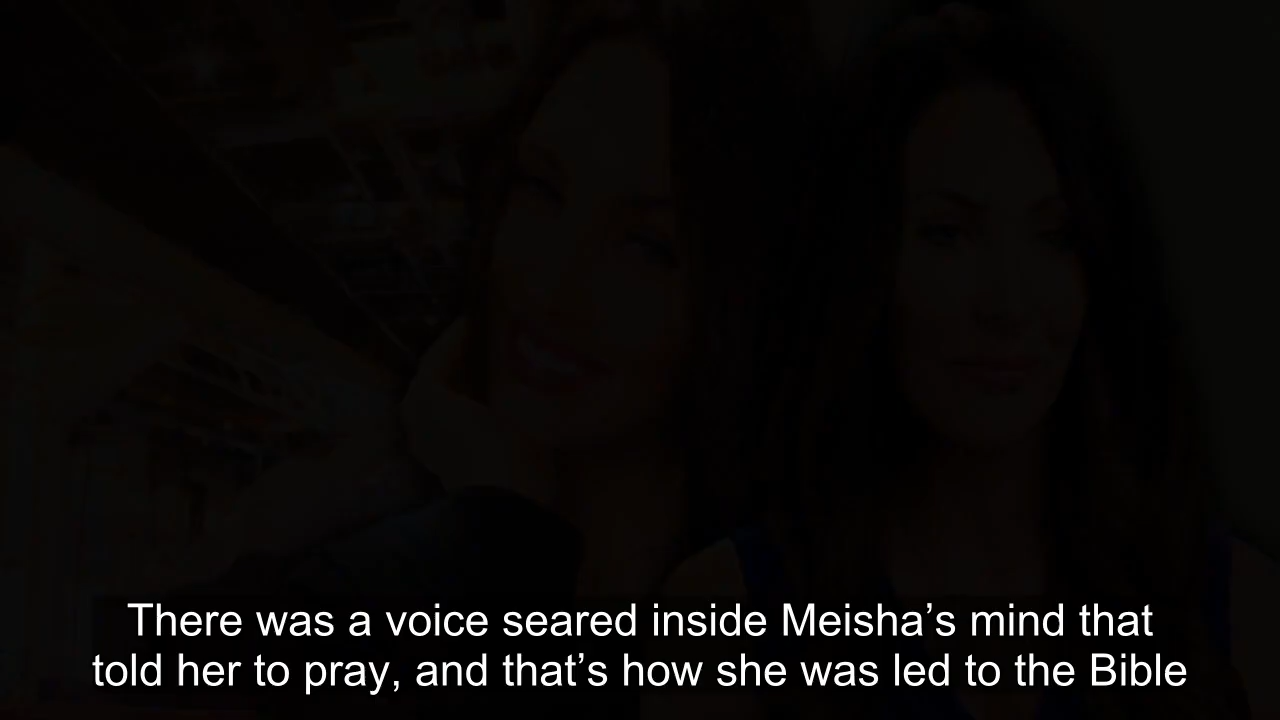 There was a voice seared inside Meisha’s mind that
told her to pray, and that’s how she was led to the Bible